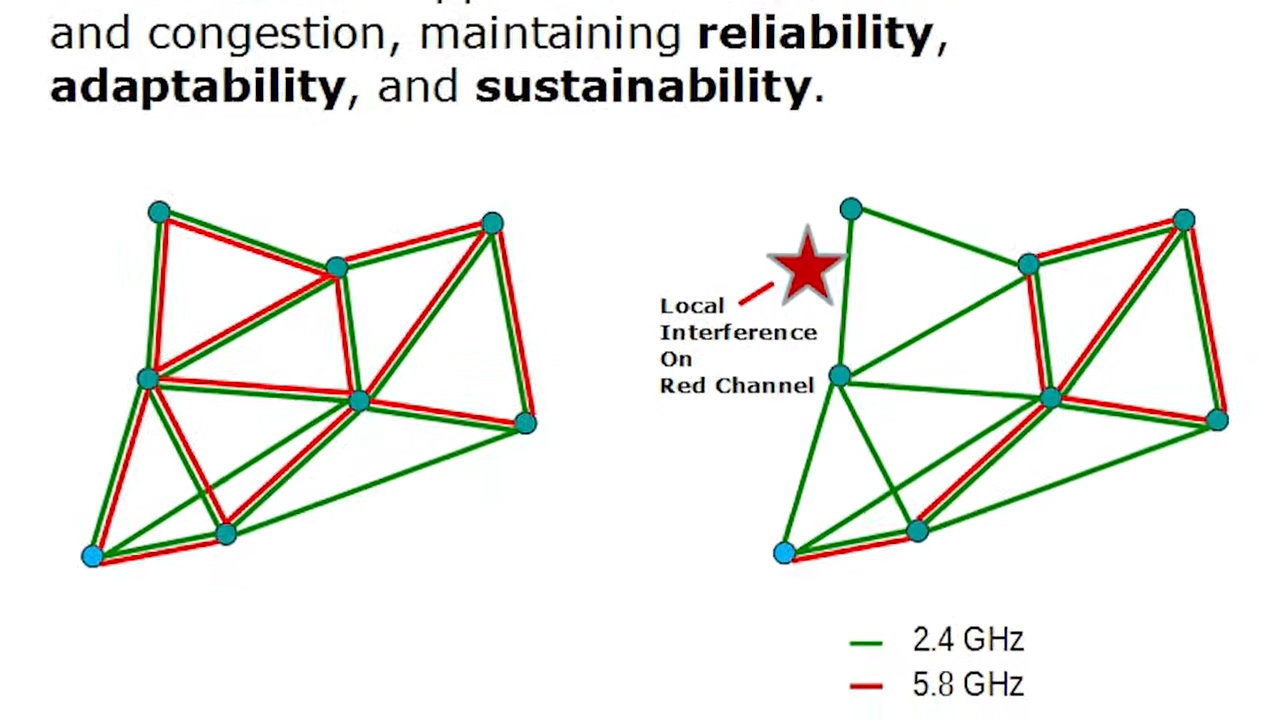 and congestion, maintaining reliability,
adaptability, and sustainability.
Local
Interference
On
Red Channel
2.4 GHz
5.8 GHz